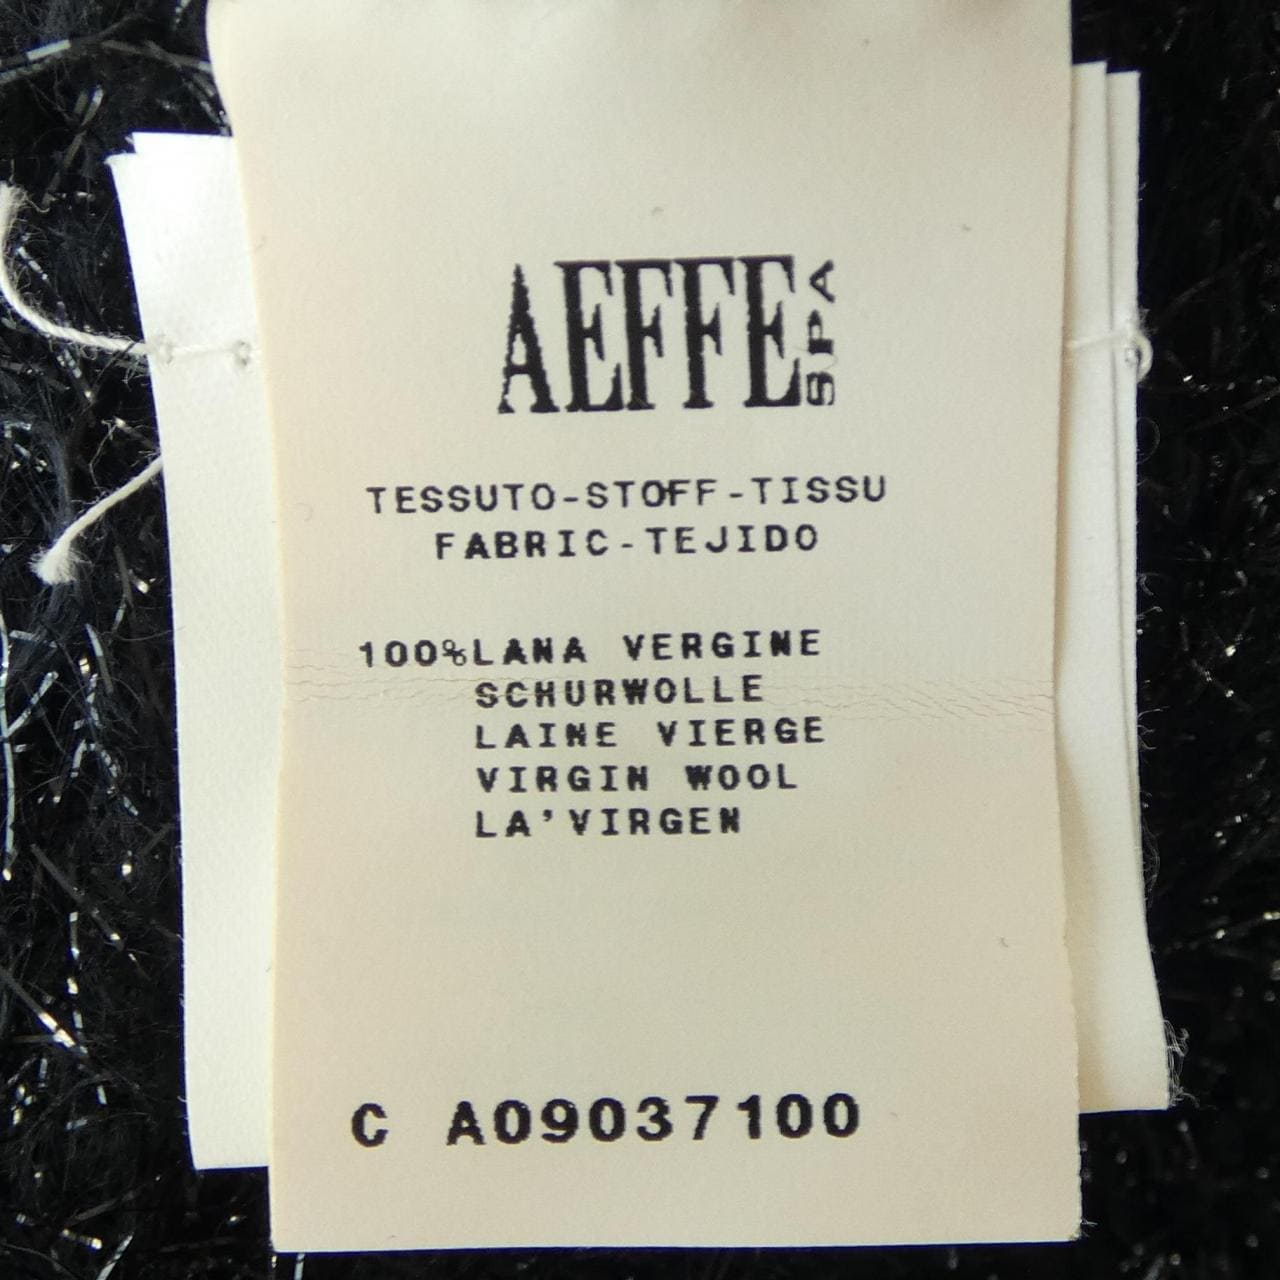 AEFFE SPA
TESSUTO-STOFF-TISSU
FABRIC-TEJIDO
100%LANA VERGINE
SCHURWOLLE
LAINE VIERGE
VIRGIN WOOL
LA'VIRGEN
C A09037100